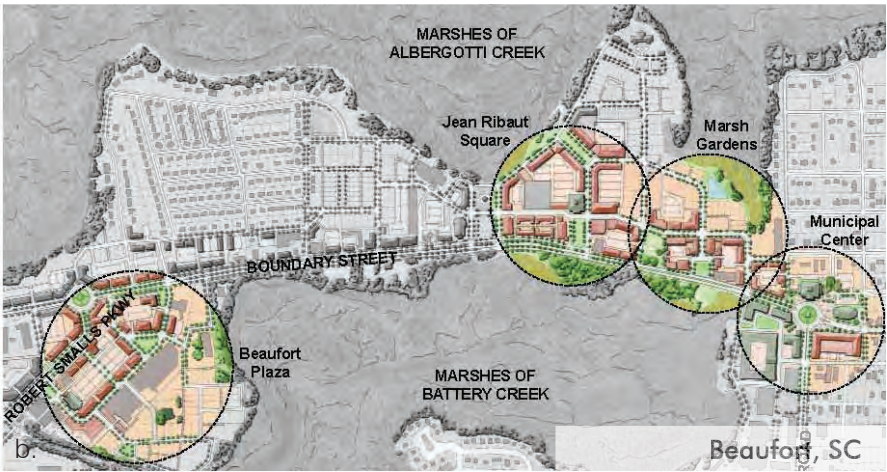 MARSHES OF
ALBERGOTTI CREEK
Jean Ribaut
Square
Marsh
Gardens
Municipal
Center
BOUNDARY STREET
ROBERT SMALLS PKWY
Beaufort
Plaza
MARSHES OF
BATTERY CREEK
b.
Beaufort, SC